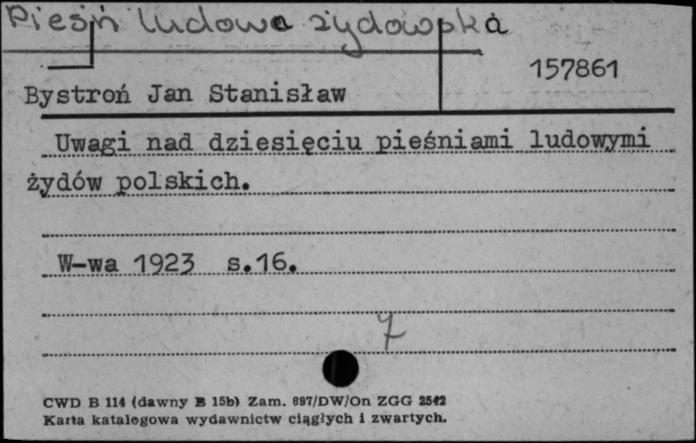 Pieśń ludowa żydowska
157861
Bystroń Jan Stanisław
Uwagi nad dziesięciu pieśniami ludowymi
żydów polskich.
W-wa 1923 s.16.
7
CWD B 114 (dawny B 15b) Zam. 897/DW/On ZGG 2542
Karta katalogowa wydawnictw ciągłych i zwartych.